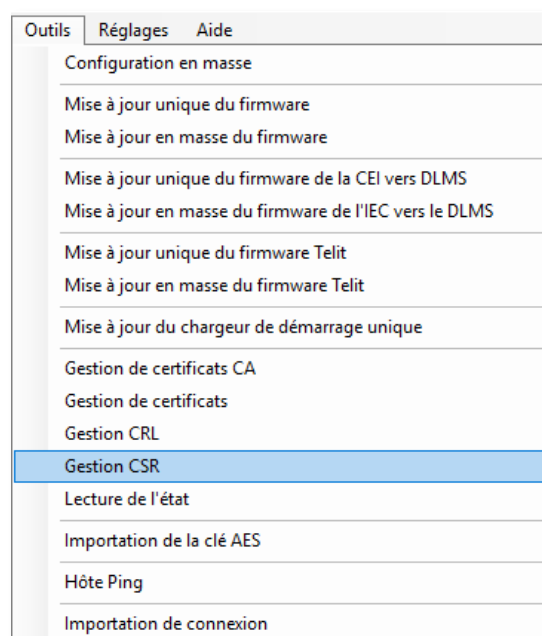 Outils Réglages Aide
Configuration en masse
Mise à jour unique du firmware
Mise à jour en masse du firmware
Mise à jour unique du firmware de la CEI vers DLMS
Mise à jour en masse du firmware de l'IEC vers le DLMS
Mise à jour unique du firmware Telit
Mise à jour en masse du firmware Telit
Mise à jour du chargeur de démarrage unique
Gestion de certificats CA
Gestion de certificats
Gestion CRL
Gestion CSR
Lecture de l'état
Importation de la clé AES
Hôte Ping
Importation de connexion